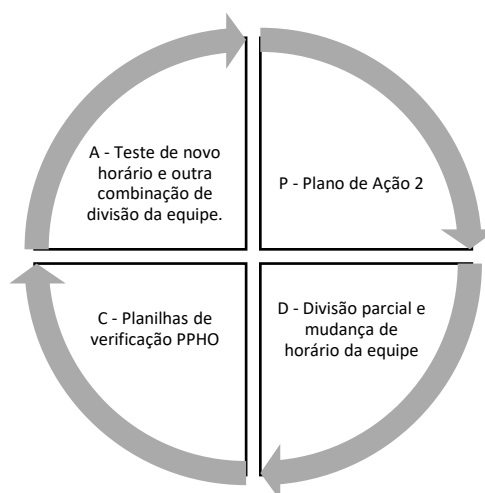 A - Teste de novo
horário e outra
combinação de
divisão da equipe.
P - Plano de Ação 2
C - Planilhas de
verificação PPHO
D - Divisão parcial e
mudança de
horário da equipe